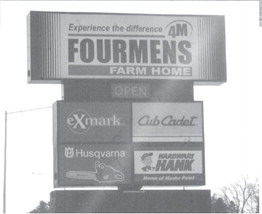 Experience the difference 4M
FOURMENS
FARM HOME
OPEN
eXmark
Cub Cadet
Husqvarna
HARDWARE
HANK